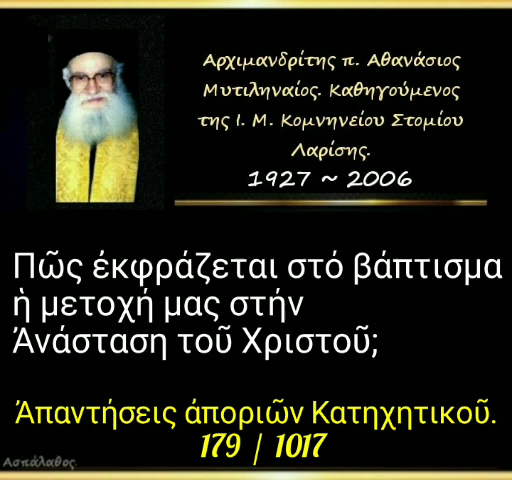 Αρχιμανδρίτης π. Αθανάσιος
Μυτιληναίος. Καθηγούμενος
της Ι. Μ. Κομνηνείου Στομίου
Λαρίσης.
1927 ~ 2006
Πῶς ἐκφράζεται στό βάπτισμα
ἡ μετοχή μας στήν
Ἀνάσταση τοῦ Χριστοῦ;
Ἀπαντήσεις ἀποριῶν Κατηχητικοῦ.
179 / 1017
Ασπάλαθος